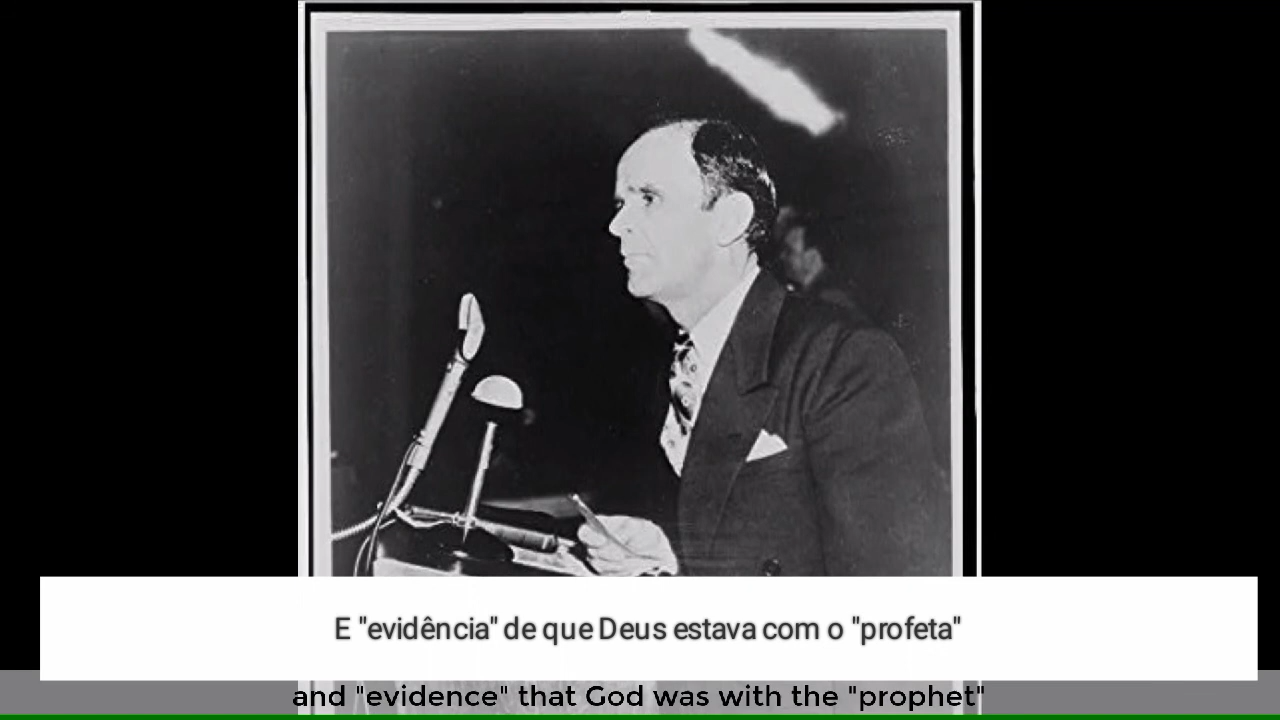 E "evidência" de que Deus estava com o "profeta"
and "evidence" that God was with the "prophet"